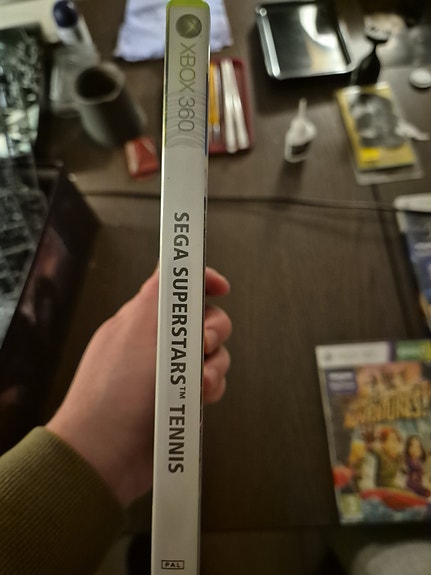 XBOX 360
SEGA SUPERSTARS™ TENNIS
PAL